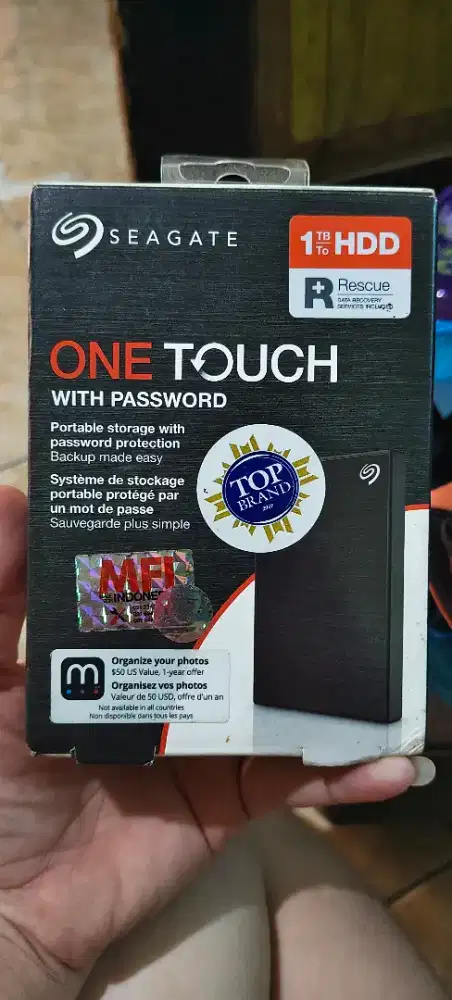 SEAGATE
1 TB To HDD
R Rescue
DATA RECOVERY
SERVICES INCLUDED
ONE TOUCH
WITH PASSWORD
Portable storage with
password protection
Backup made easy
Système de stockage
portable protégé par
un mot de passe
Sauvegarde plus simple
TOP
BRAND
m
Organize your photos
$50 US Value, 1-year offer
Organisez vos photos
Valeur de 50 USD, offre d'un an
Not available in all countries
Non disponible dans tous les pays